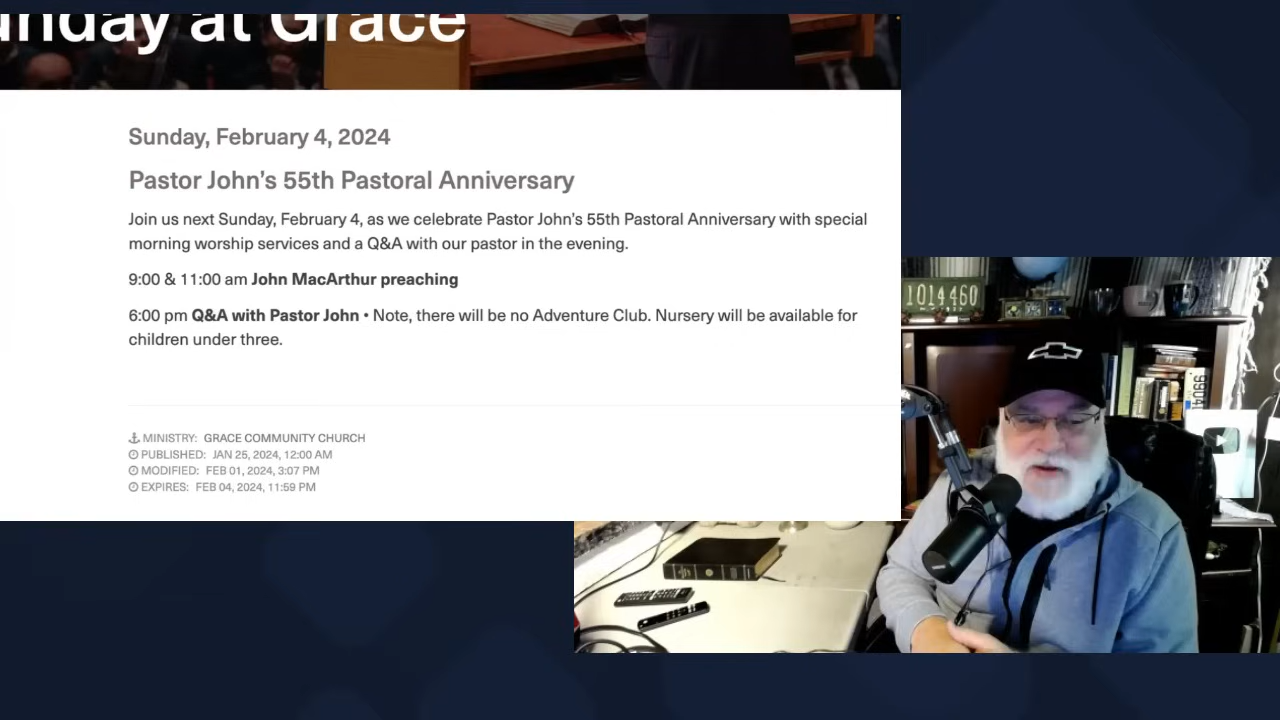 unday at Grace
Sunday, February 4, 2024
Pastor John's 55th Pastoral Anniversary
Join us next Sunday, February 4, as we celebrate Pastor John's 55th Pastoral Anniversary with special
morning worship services and a Q&A with our pastor in the evening.
9:00 & 11:00 am John MacArthur preaching
6:00 pm Q&A with Pastor John • Note, there will be no Adventure Club. Nursery will be available for
children under three.
MINISTRY: GRACE COMMUNITY CHURCH
PUBLISHED: JAN 25, 2024, 12:00 AM
MODIFIED: FEB 01, 2024, 3:07 PM
EXPIRES: FEB 04, 2024, 11:59 PM
1014460